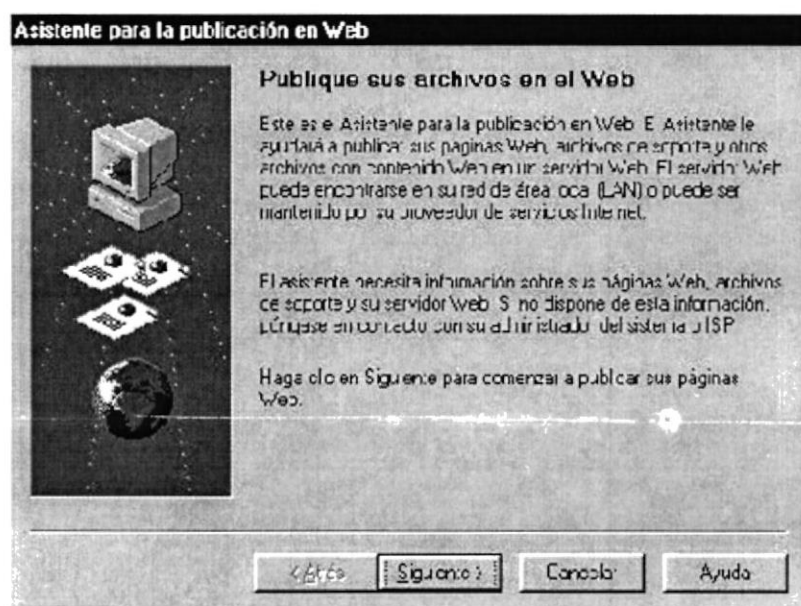 Asistente para la publicación en Web
Publique sus archivos en el Web
Este es el Asistente para la publicación en Web. El Asistente le
ayudará a publicar sus páginas Web, archivos de soporte y otros
archivos con contenido Web en un servidor Web. El servidor Web
puede encontrarse en su red de área local (LAN) o puede ser
mantenido por su proveedor de servicios Internet.
El asistente necesita información sobre sus páginas Web, archivos
de soporte y su servidor Web. Si no dispone de esta información,
póngase en contacto con su administrador del sistema o ISP
Haga clic en Siguiente para comenzar a publicar sus páginas
Web.
< Atrás
Siguiente >
Cancelar
Ayuda